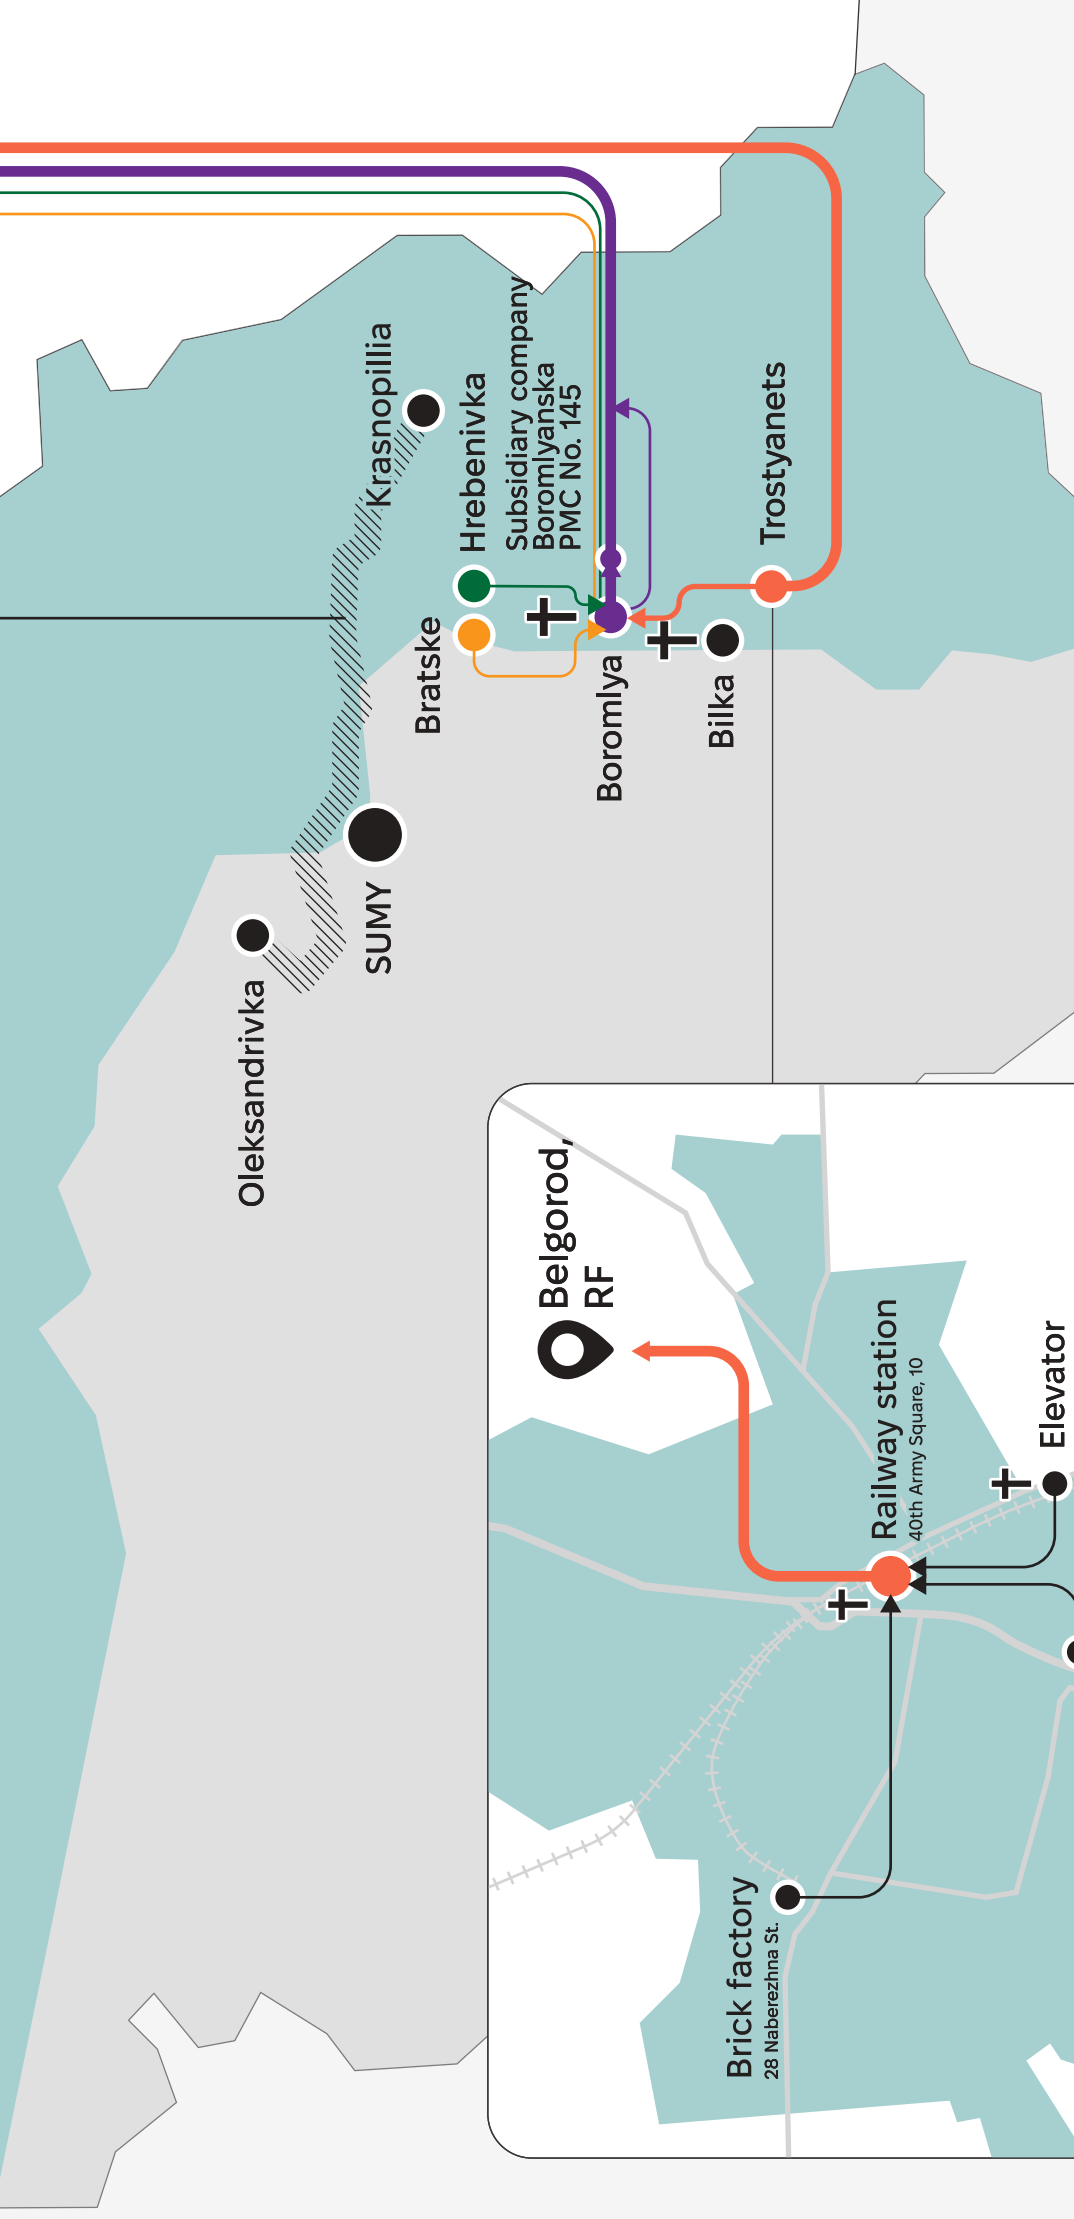 Krasnopillia
Hrebenivka
Subsidiary company
Boromlyanska
PMC No. 145
Trostyanets
Bratske
Boromlya
Bilka
SUMY
Oleksandrivka
Belgorod,
RF
Railway station
40th Army Square, 10
Elevator
Brick factory
28 Naberezhna St.